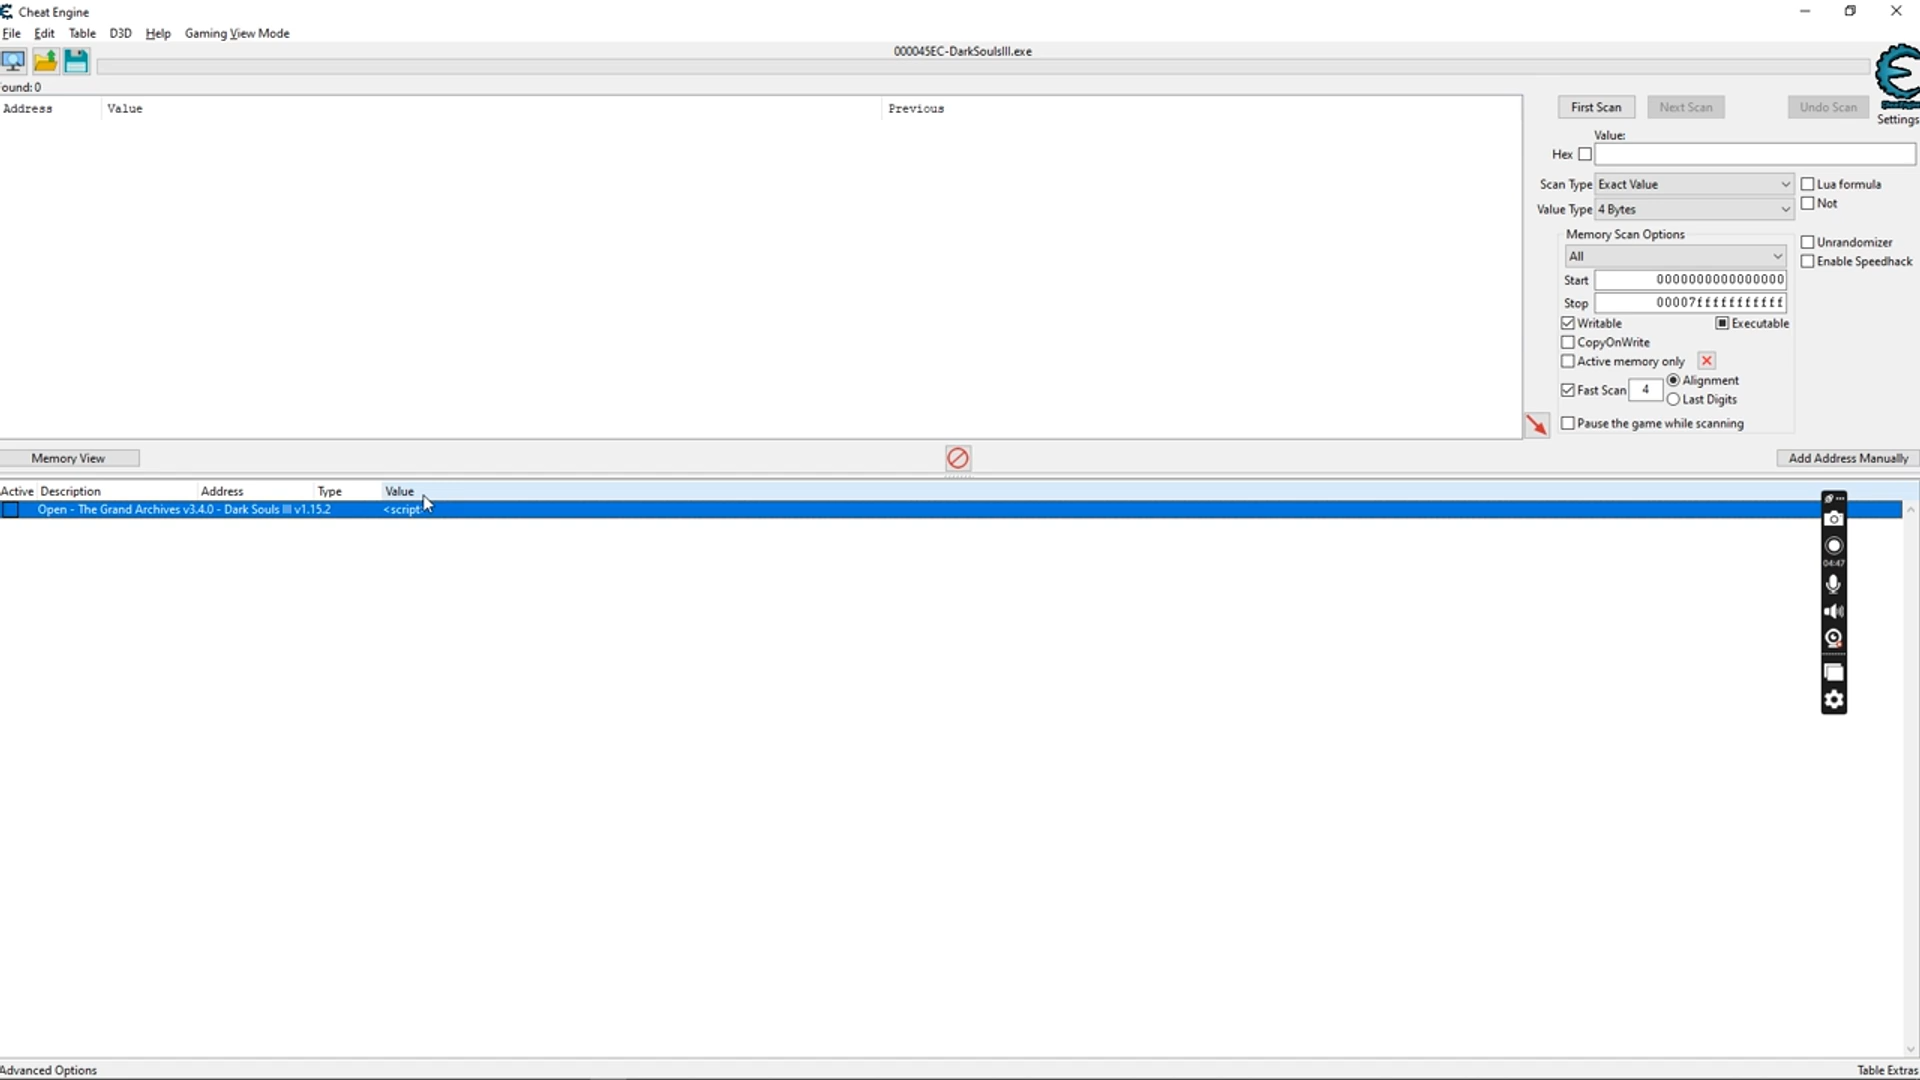 Cheat Engine
File Edit Table D3D Help Gaming View Mode
000045EC-DarkSoulsIII.exe
ound: 0
Address Value Previous
First Scan Next Scan Undo Scan
Settings
Value:
Hex
Scan Type Exact Value Lua formula
Not
Value Type 4 Bytes
Memory Scan Options
All
Unrandomizer
Enable Speedhack
Start 0000000000000000
Stop 00007fffffffffff
Writable Executable
CopyOnWrite
Active memory only
Fast Scan 4 Alignment
Last Digits
Pause the game while scanning
Memory View Add Address Manually
Active Description Address Type Value
Open - The Grand Archives v3.4.0 - Dark Souls III v1.15.2 <script
04:47
Advanced Options Table Extras